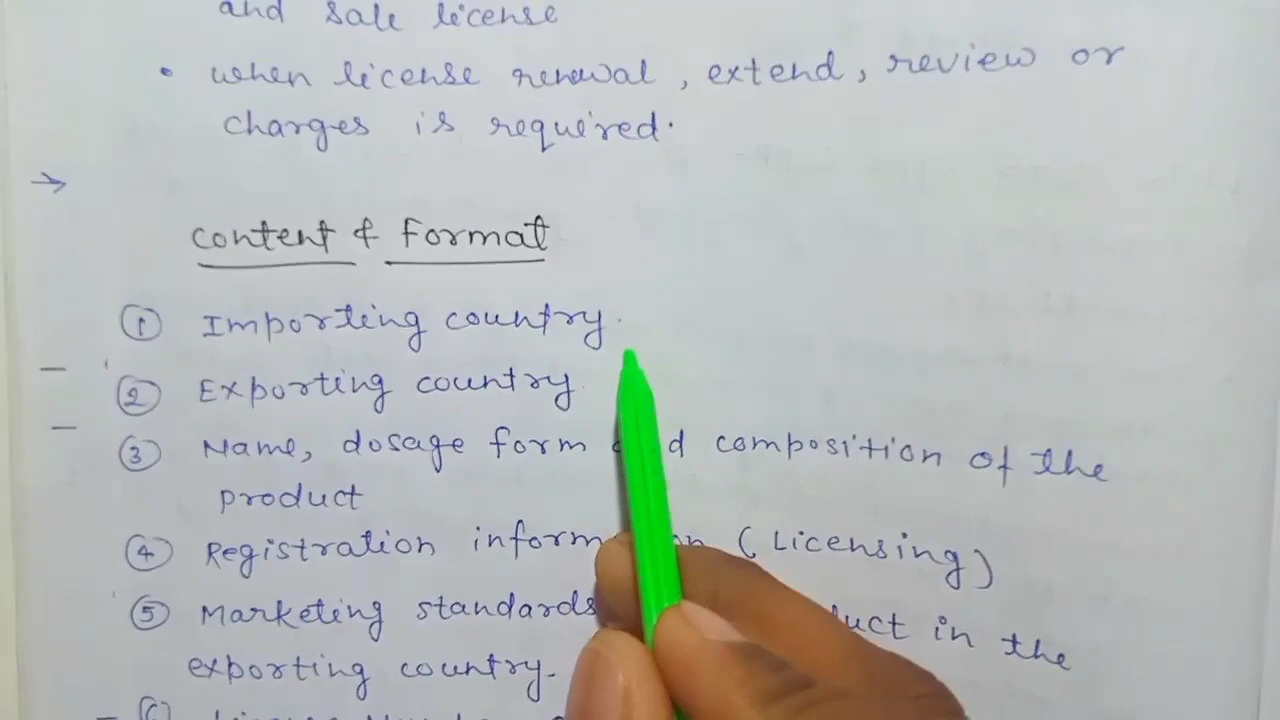 and sale license
• when license renewal, extend, review or
charges is required.
→
Content & Format
① Importing country.
② Exporting country.
③ Name, dosage form composition of the
product
④ Registration (Licensing)
⑤ Marketing standards in the
exporting country.